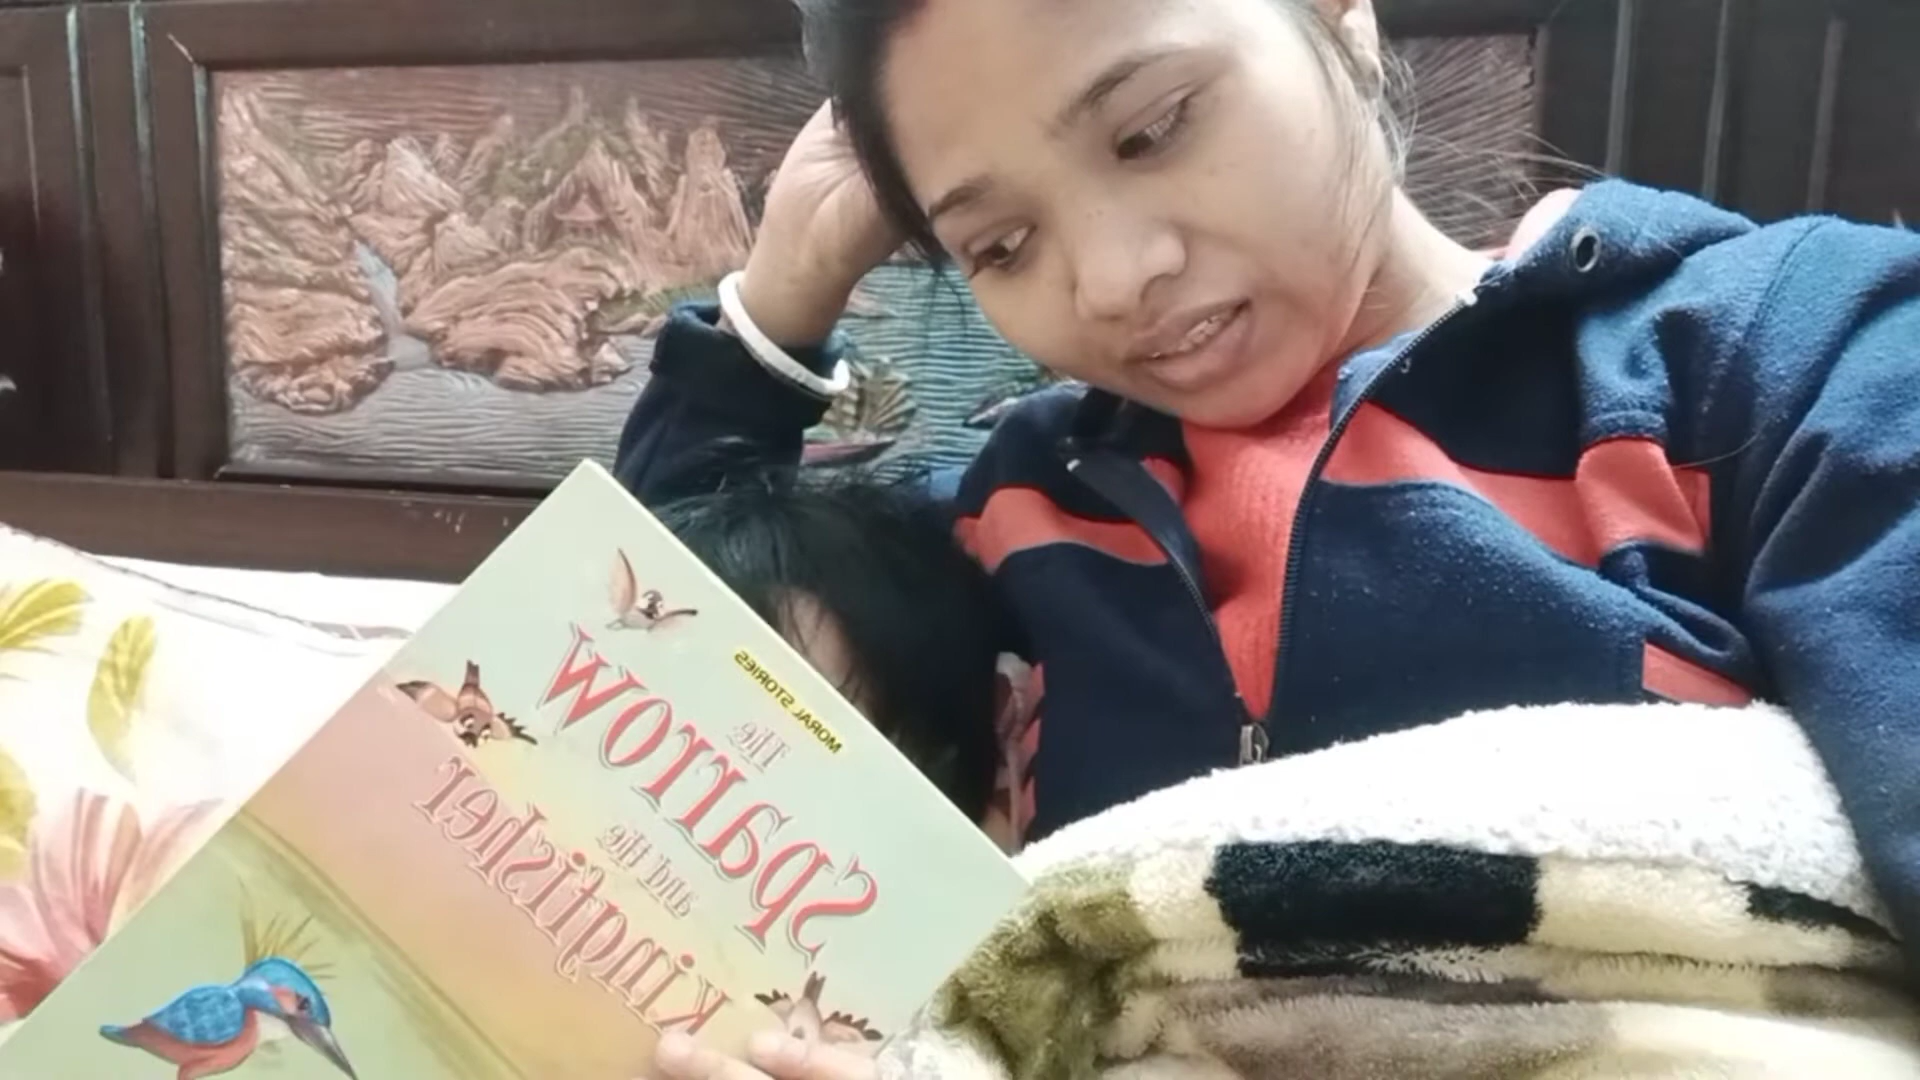 MORAL STORIES
The
Sparrow
and the
Kingfisher